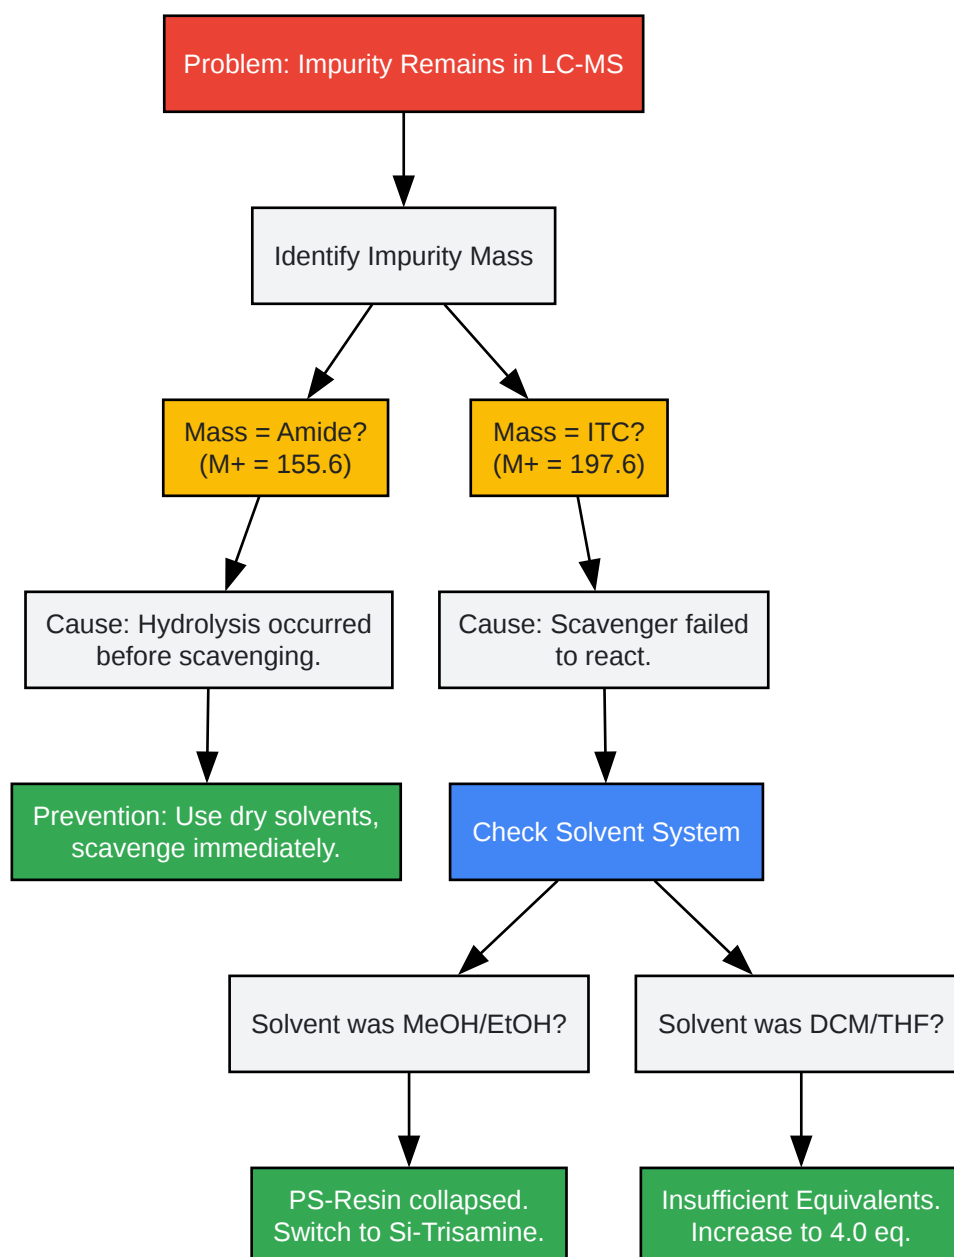 Problem: Impurity Remains in LC-MS
Identify Impurity Mass
Mass = Amide?
(M+ = 155.6)
Mass = ITC?
(M+ = 197.6)
Cause: Hydrolysis occurred
before scavenging.
Cause: Scavenger failed
to react.
Prevention: Use dry solvents,
scavenge immediately.
Check Solvent System
Solvent was MeOH/EtOH?
Solvent was DCM/THF?
PS-Resin collapsed.
Switch to Si-Trisamine.
Insufficient Equivalents.
Increase to 4.0 eq.